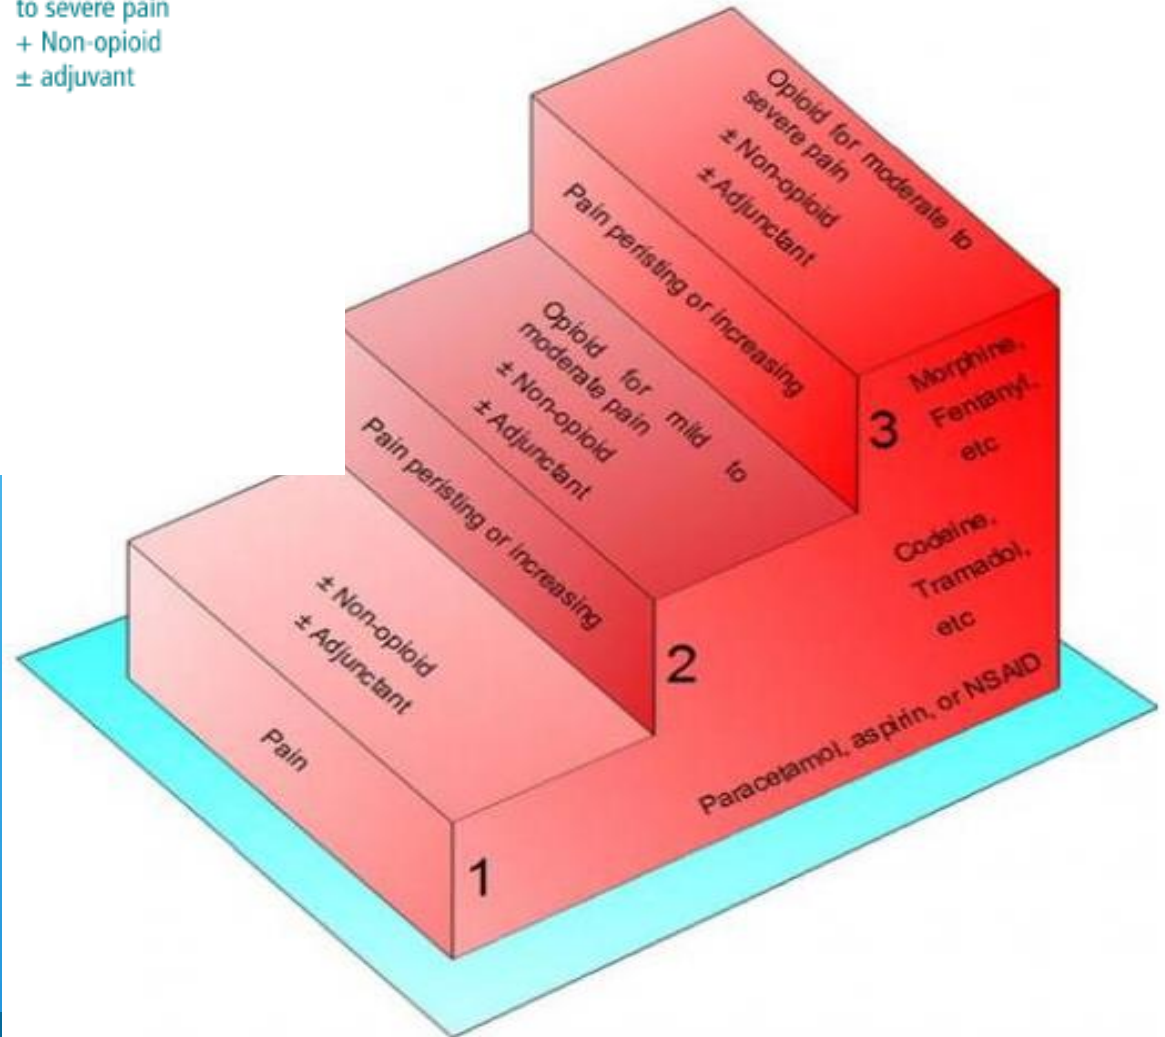 to severe pain
+ Non-opioid
± adjuvant
Opioid for moderate to
severe pain
± Non-opioid
± Adjunctant
Pain peristing or increasing
Opioid for mild to
moderate pain
± Non-opioid
± Adjunctant
Pain peristing or increasing
± Non-opioid
± Adjunctant
Pain
3
Morphine,
Fentanyl,
etc
2
Codeine,
Tramadol,
etc
1
Paracetamol, aspirin, or NSAID